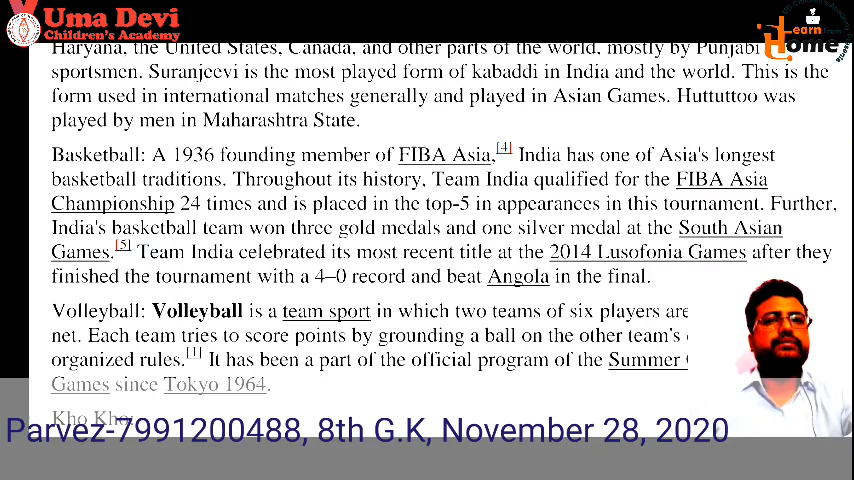 Uma Devi
Children's Academy
Learn
Home
Haryana, the United States, Canada, and other parts of the world, mostly by Punjabi
sportsmen. Suranjeevi is the most played form of kabaddi in India and the world. This is the
form used in international matches generally and played in Asian Games. Huttuttoo was
played by men in Maharashtra State.
Basketball: A 1936 founding member of FIBA Asia,[4] India has one of Asia's longest
basketball traditions. Throughout its history, Team India qualified for the FIBA Asia
Championship 24 times and is placed in the top-5 in appearances in this tournament. Further,
India's basketball team won three gold medals and one silver medal at the South Asian
Games.[5] Team India celebrated its most recent title at the 2014 Lusofonia Games after they
finished the tournament with a 4–0 record and beat Angola in the final.
Volleyball: Volleyball is a team sport in which two teams of six players are
net. Each team tries to score points by grounding a ball on the other team's
organized rules.[1] It has been a part of the official program of the Summer
Games since Tokyo 1964.
Kho Kho:
Parvez-7991200488, 8th G.K, November 28, 2020